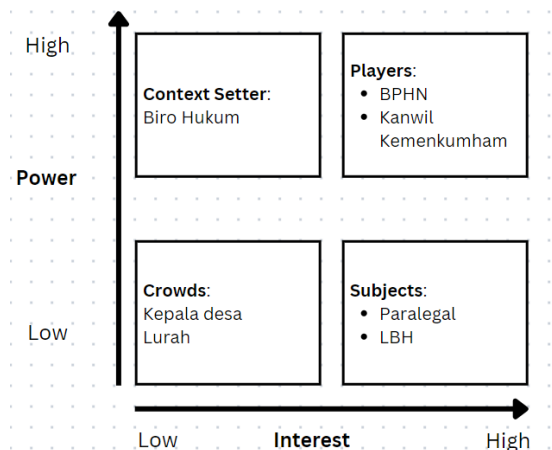 High
Context Setter:
Biro Hukum
Players:
• BPHN
• Kanwil
Kemenkumham
Power
Crowds:
Kepala desa
Lurah
Subjects:
• Paralegal
• LBH
Low
Low
Interest
High